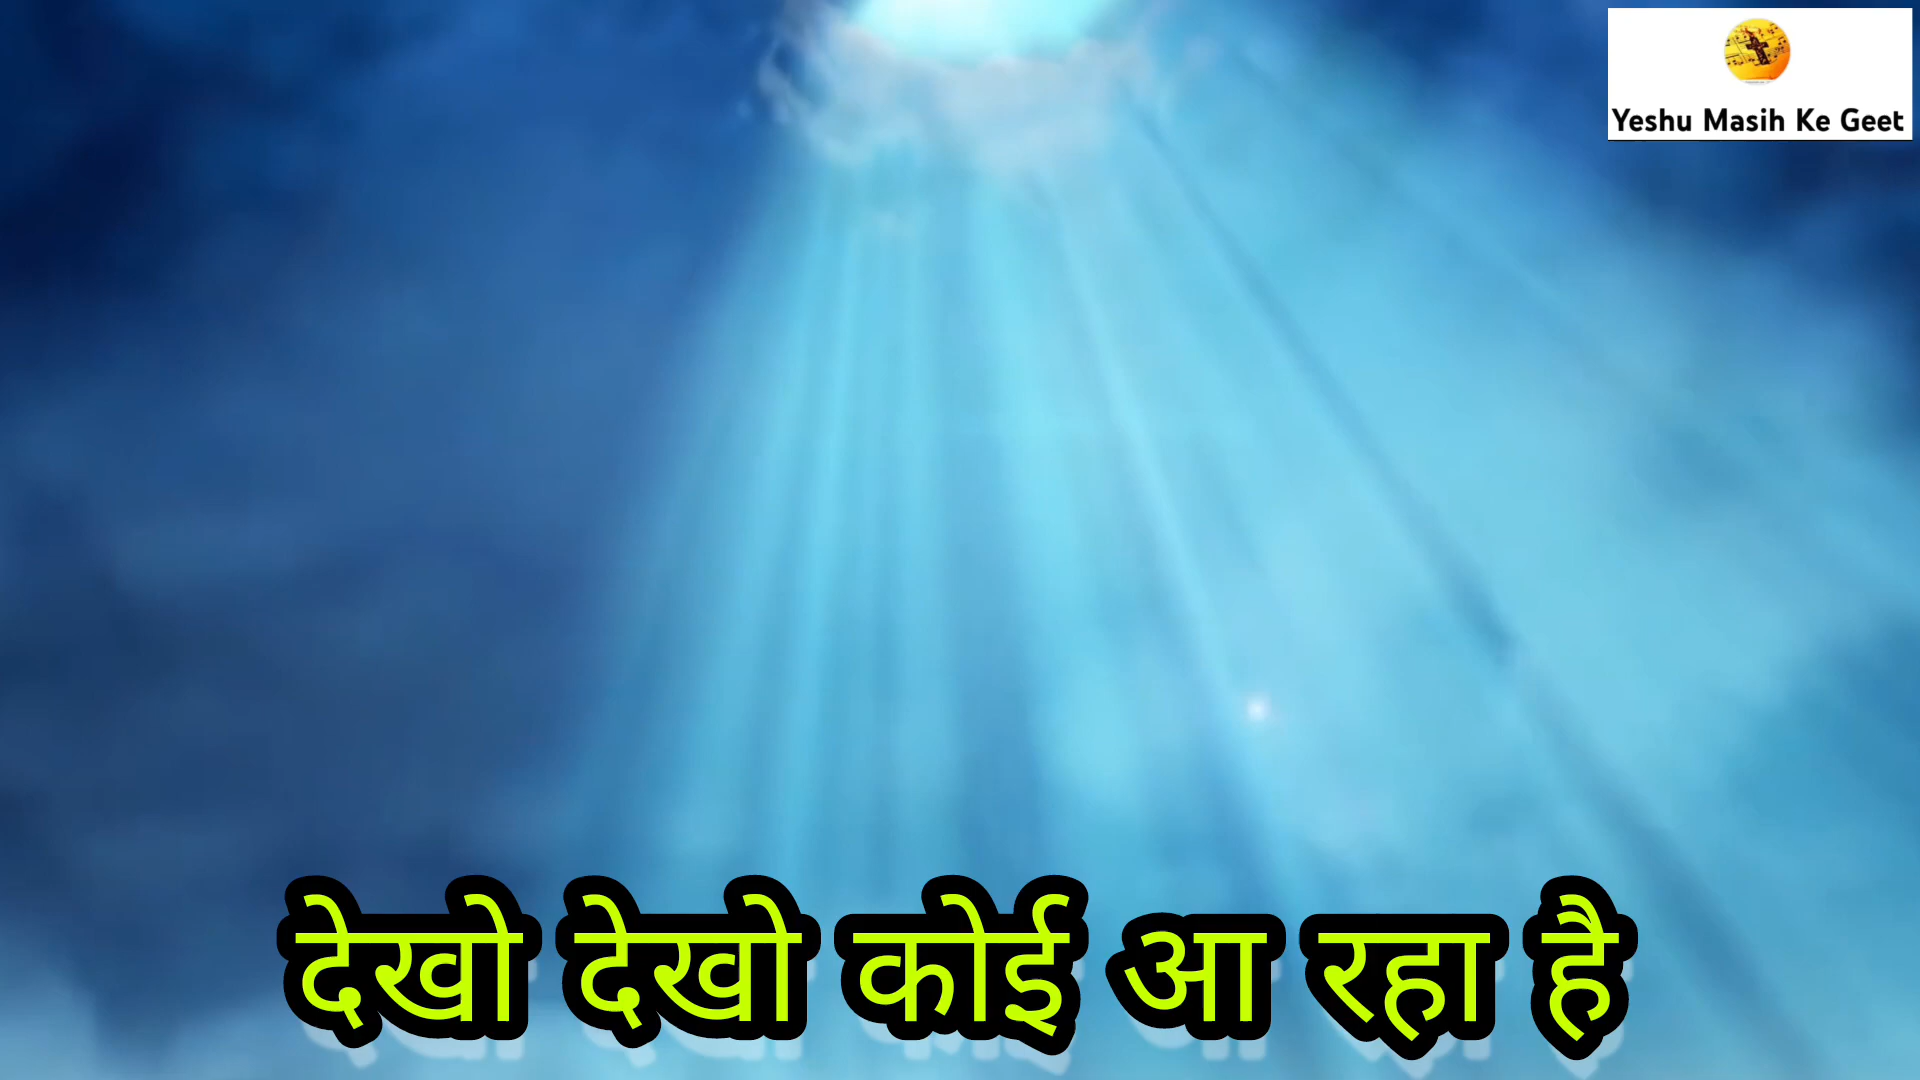 Yeshu Masih Ke Geet
देखो देखो कोई आ रहा है